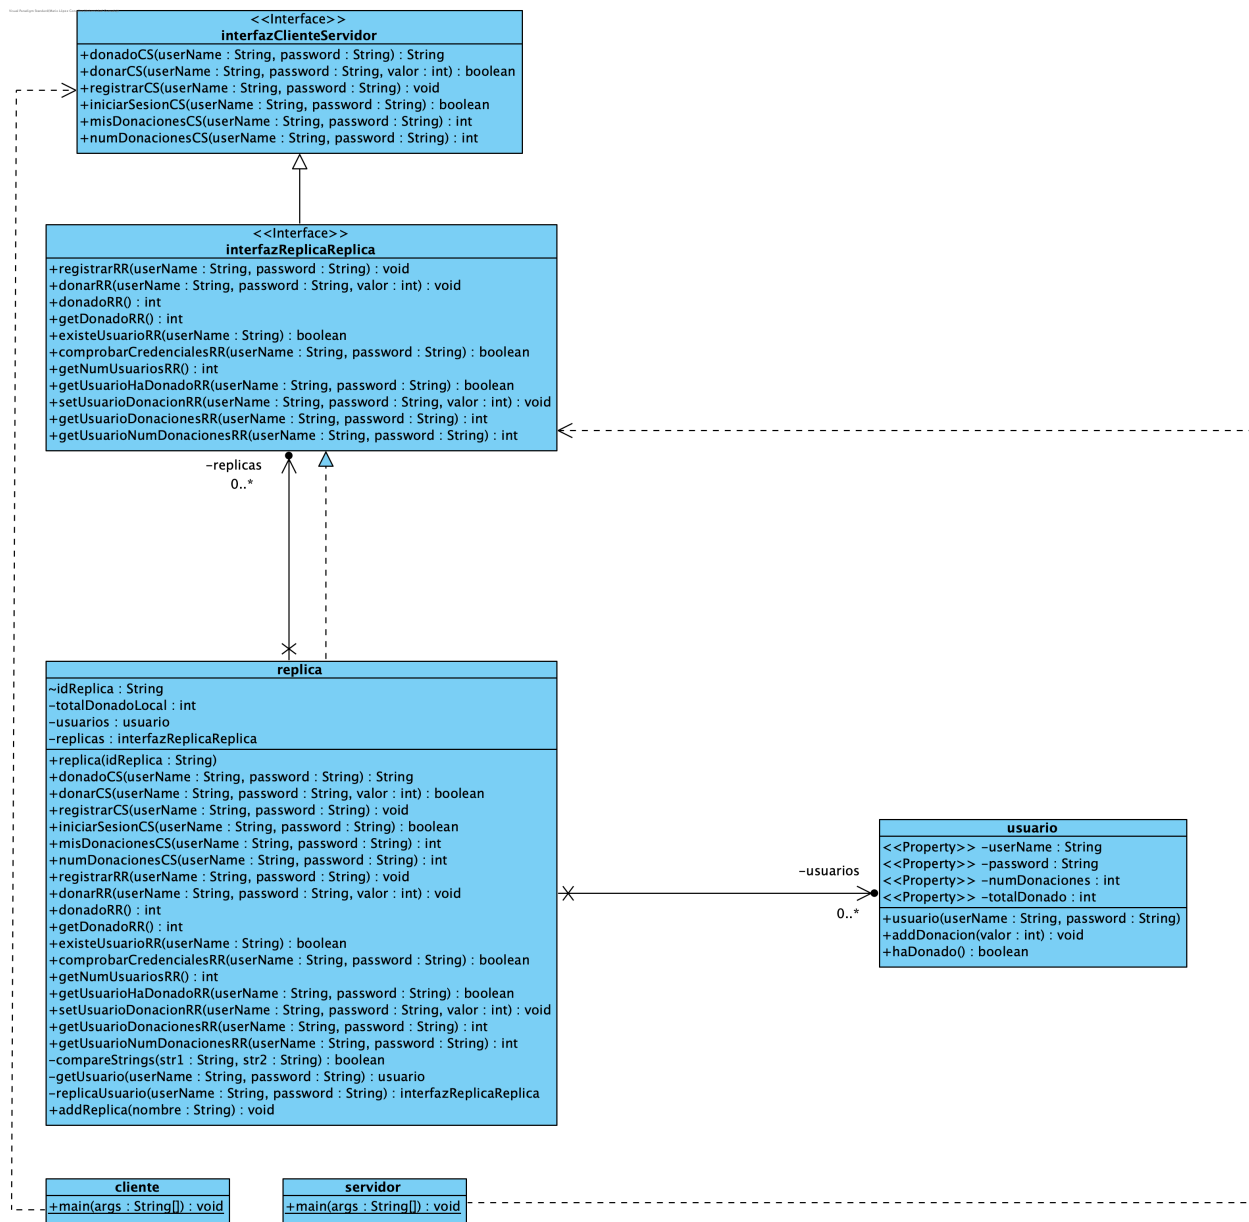 <<Interface>>
interfazClienteServidor
+donadoCS(userName : String, password : String) : String
+donarCS(userName : String, password : String, valor : int) : boolean
+registrarCS(userName : String, password : String) : void
+iniciarSesionCS(userName : String, password : String) : boolean
+misDonacionesCS(userName : String, password : String) : int
+numDonacionesCS(userName : String, password : String) : int
<<Interface>>
interfazReplicaReplica
+registrarRR(userName : String, password : String) : void
+donarRR(userName : String, password : String, valor : int) : void
+donadoRR() : int
+getDonadoRR() : int
+existeUsuarioRR(userName : String) : boolean
+comprobarCredencialesRR(userName : String, password : String) : boolean
+getNumUsuariosRR() : int
+getUsuarioHaDonadoRR(userName : String, password : String) : boolean
+setUsuarioDonacionRR(userName : String, password : String, valor : int) : void
+getUsuarioDonacionesRR(userName : String, password : String) : int
+getUsuarioNumDonacionesRR(userName : String, password : String) : int
-replicas
0..*
replica
~idReplica : String
-totalDonadoLocal : int
-usuarios : usuario
-replicas : interfazReplicaReplica
+replica(idReplica : String)
+donadoCS(userName : String, password : String) : String
+donarCS(userName : String, password : String, valor : int) : boolean
+registrarCS(userName : String, password : String) : void
+iniciarSesionCS(userName : String, password : String) : boolean
+misDonacionesCS(userName : String, password : String) : int
+numDonacionesCS(userName : String, password : String) : int
+registrarRR(userName : String, password : String) : void
+donarRR(userName : String, password : String, valor : int) : void
+donadoRR() : int
+getDonadoRR() : int
+existeUsuarioRR(userName : String) : boolean
+comprobarCredencialesRR(userName : String, password : String) : boolean
+getNumUsuariosRR() : int
+getUsuarioHaDonadoRR(userName : String, password : String) : boolean
+setUsuarioDonacionRR(userName : String, password : String, valor : int) : void
+getUsuarioDonacionesRR(userName : String, password : String) : int
+getUsuarioNumDonacionesRR(userName : String, password : String) : int
-compareStrings(str1 : String, str2 : String) : boolean
-getUsuario(userName : String, password : String) : usuario
-replicaUsuario(userName : String, password : String) : interfazReplicaReplica
+addReplica(nombre : String) : void
-usuarios
0..*
usuario
<<Property>> -userName : String
<<Property>> -password : String
<<Property>> -numDonaciones : int
<<Property>> -totalDonado : int
+usuario(userName : String, password : String)
+addDonacion(valor : int) : void
+haDonado() : boolean
cliente
+main(args : String[]) : void
servidor
+main(args : String[]) : void